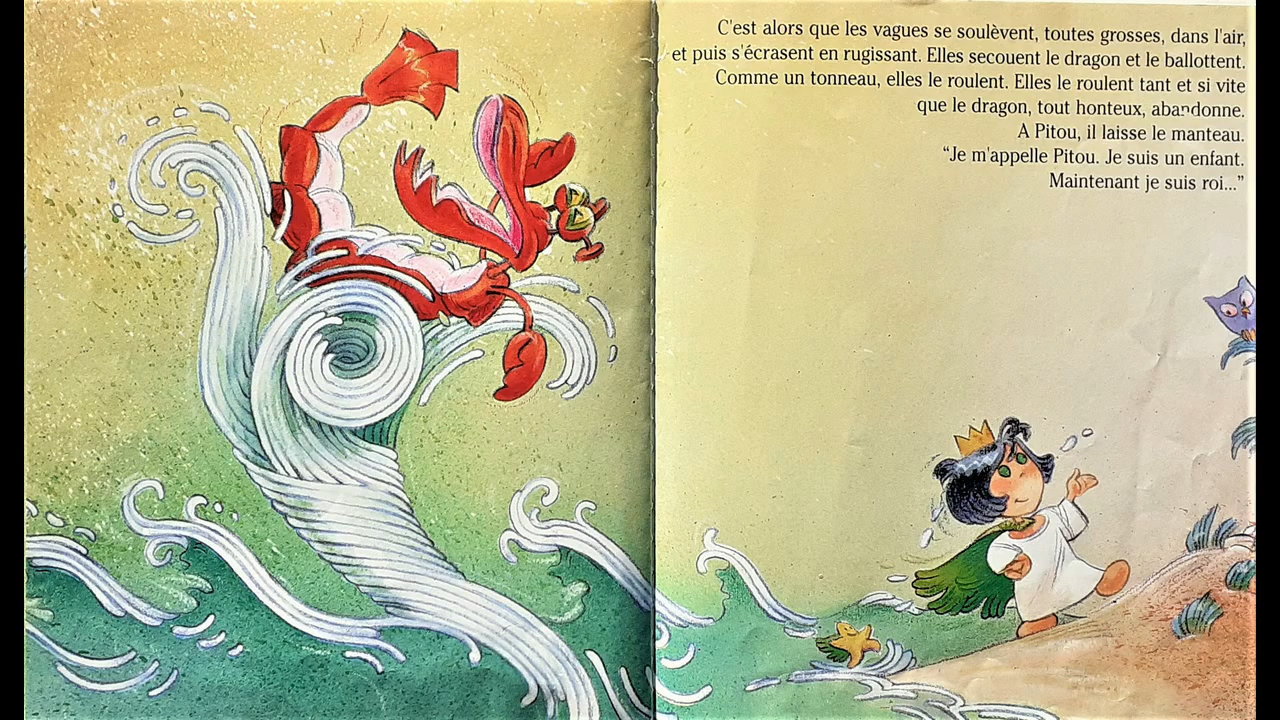 C'est alors que les vagues se soulèvent, toutes grosses, dans l'air,
et puis s'écrasent en rugissant. Elles secouent le dragon et le ballottent.
Comme un tonneau, elles le roulent. Elles le roulent tant et si vite
que le dragon, tout honteux, abandonne.
A Pitou, il laisse le manteau.
“Je m'appelle Pitou. Je suis un enfant.
Maintenant je suis roi...”